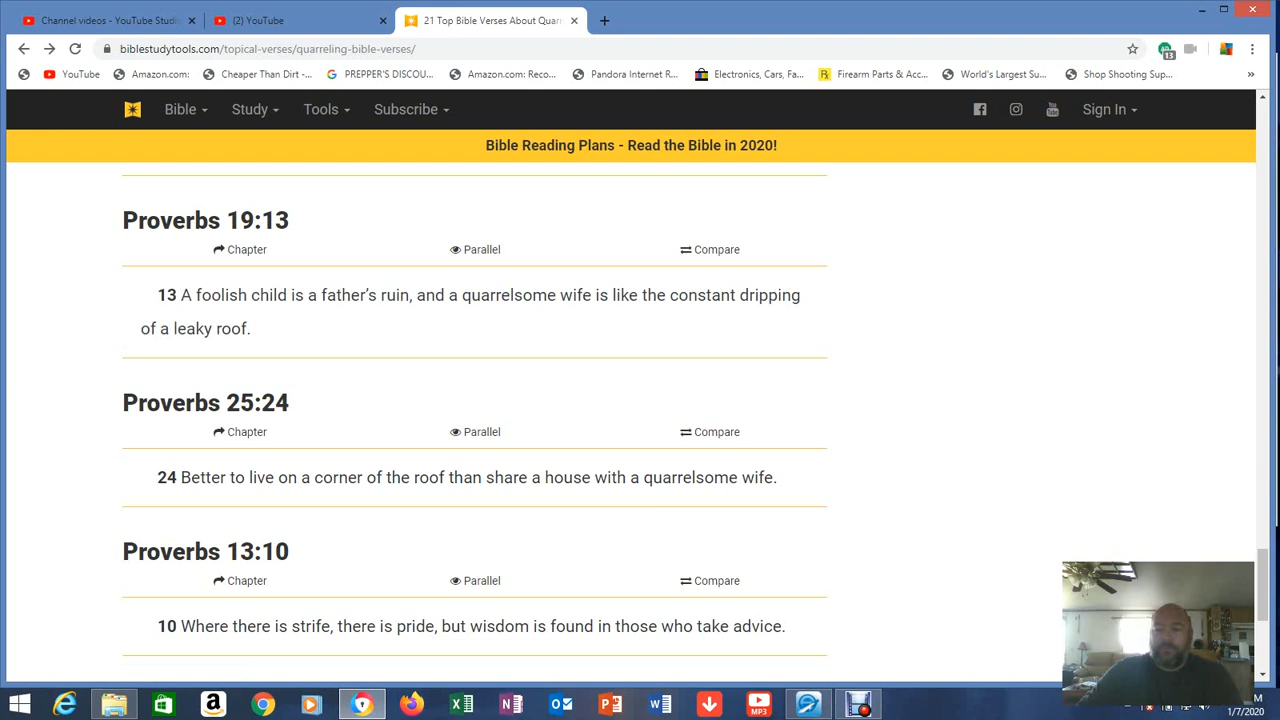 Channel videos - YouTube Studi
(2) YouTube
21 Top Bible Verses About Quarr
biblestudytools.com/topical-verses/quarreling-bible-verses/
13
YouTube
Amazon.com:
Cheaper Than Dirt -...
PREPPER'S DISCOU...
Amazon.com: Reco...
Pandora Internet R...
Electronics, Cars, Fa...
Firearm Parts & Acc...
World's Largest Su...
Shop Shooting Sup...
»
Bible
Study
Tools
Subscribe
Sign In
Bible Reading Plans - Read the Bible in 2020!
Proverbs 19:13
Chapter
Parallel
Compare
13 A foolish child is a father's ruin, and a quarrelsome wife is like the constant dripping
of a leaky roof.
Proverbs 25:24
Chapter
Parallel
Compare
24 Better to live on a corner of the roof than share a house with a quarrelsome wife.
Proverbs 13:10
Chapter
Parallel
Compare
10 Where there is strife, there is pride, but wisdom is found in those who take advice.
MP3
M
1/7/2020